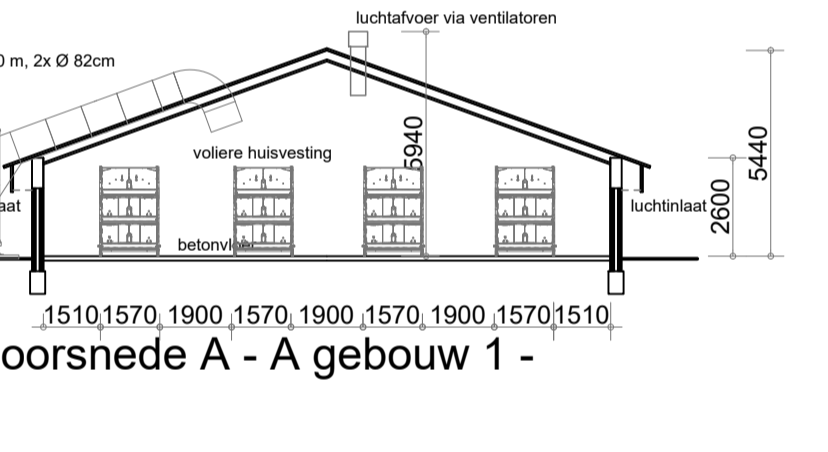 luchtafvoer via ventilatoren
0 m, 2x Ø 82cm
5940
5440
voliere huisvesting
2600
aat
luchtinlaat
betonvloer
1510 1570 1900 1570 1900 1570 1900 1570 1510
oorsnede A - A gebouw 1 -